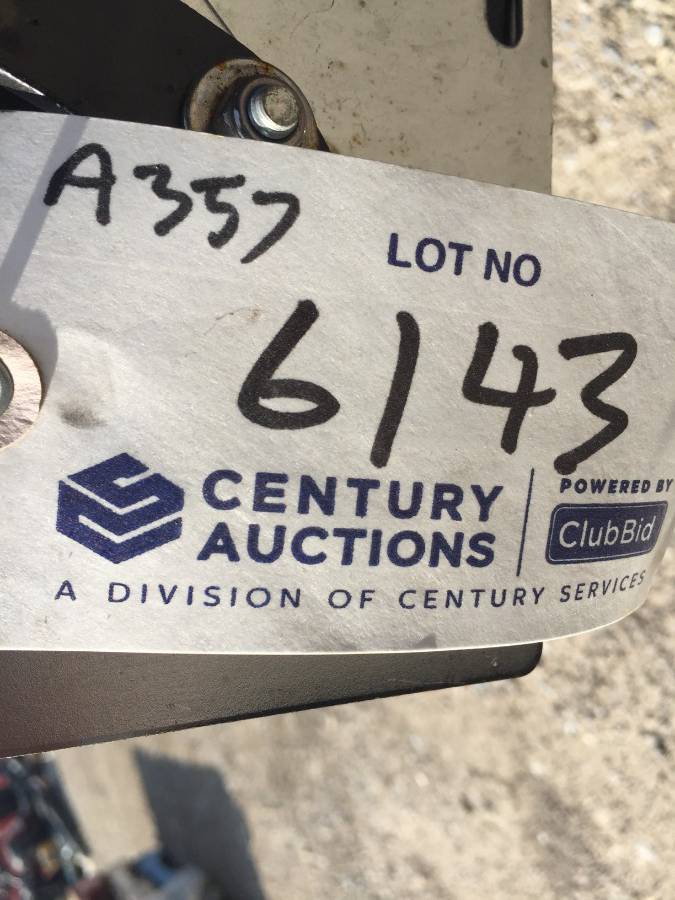 A357
LOT NO
6143
CENTURY
AUCTIONS
POWERED BY
ClubBid
A DIVISION OF CENTURY SERVICES